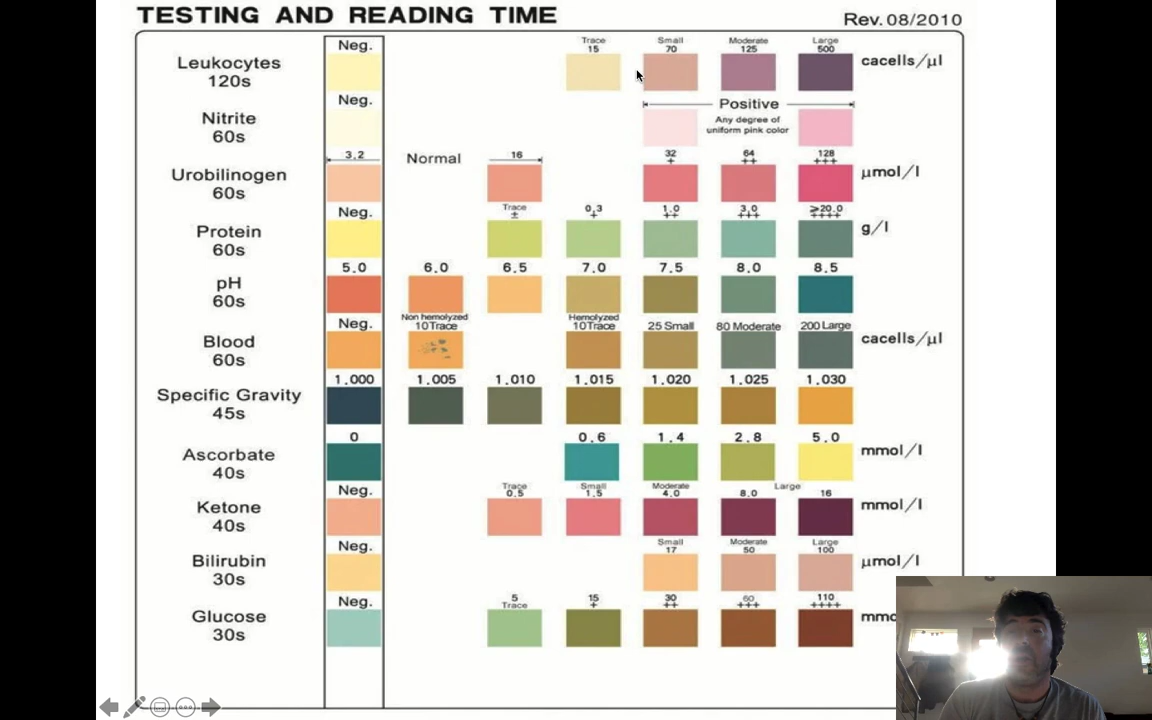 TESTING AND READING TIME
Rev. 08/2010
Neg. Trace Small Moderate Large
15 70 125 500
Leukocytes cacells/µl
120s
Neg. Positive
Nitrite Any degree of
60s uniform pink color
3.2 Normal 16 32 64 128
+ ++ +++
Urobilinogen µmol/l
60s
Neg. Trace 0.3 1.0 3.0 ≥20.0
± + ++ +++ ++++
Protein g/l
60s
5.0 6.0 6.5 7.0 7.5 8.0 8.5
pH
60s
Neg. Non hemolyzed Hemolyzed
10Trace 10Trace 25 Small 80 Moderate 200 Large
Blood cacells/µl
60s
1.000 1.005 1.010 1.015 1.020 1.025 1.030
Specific Gravity
45s
0 0.6 1.4 2.8 5.0
Ascorbate mmol/l
40s
Neg. Trace Small Moderate Large
0.5 1.5 4.0 8.0 16
Ketone mmol/l
40s
Neg. Small Moderate Large
17 50 100
Bilirubin µmol/l
30s
Neg. 5 15 30 60 110
Trace + ++ +++ ++++
Glucose mmo
30s